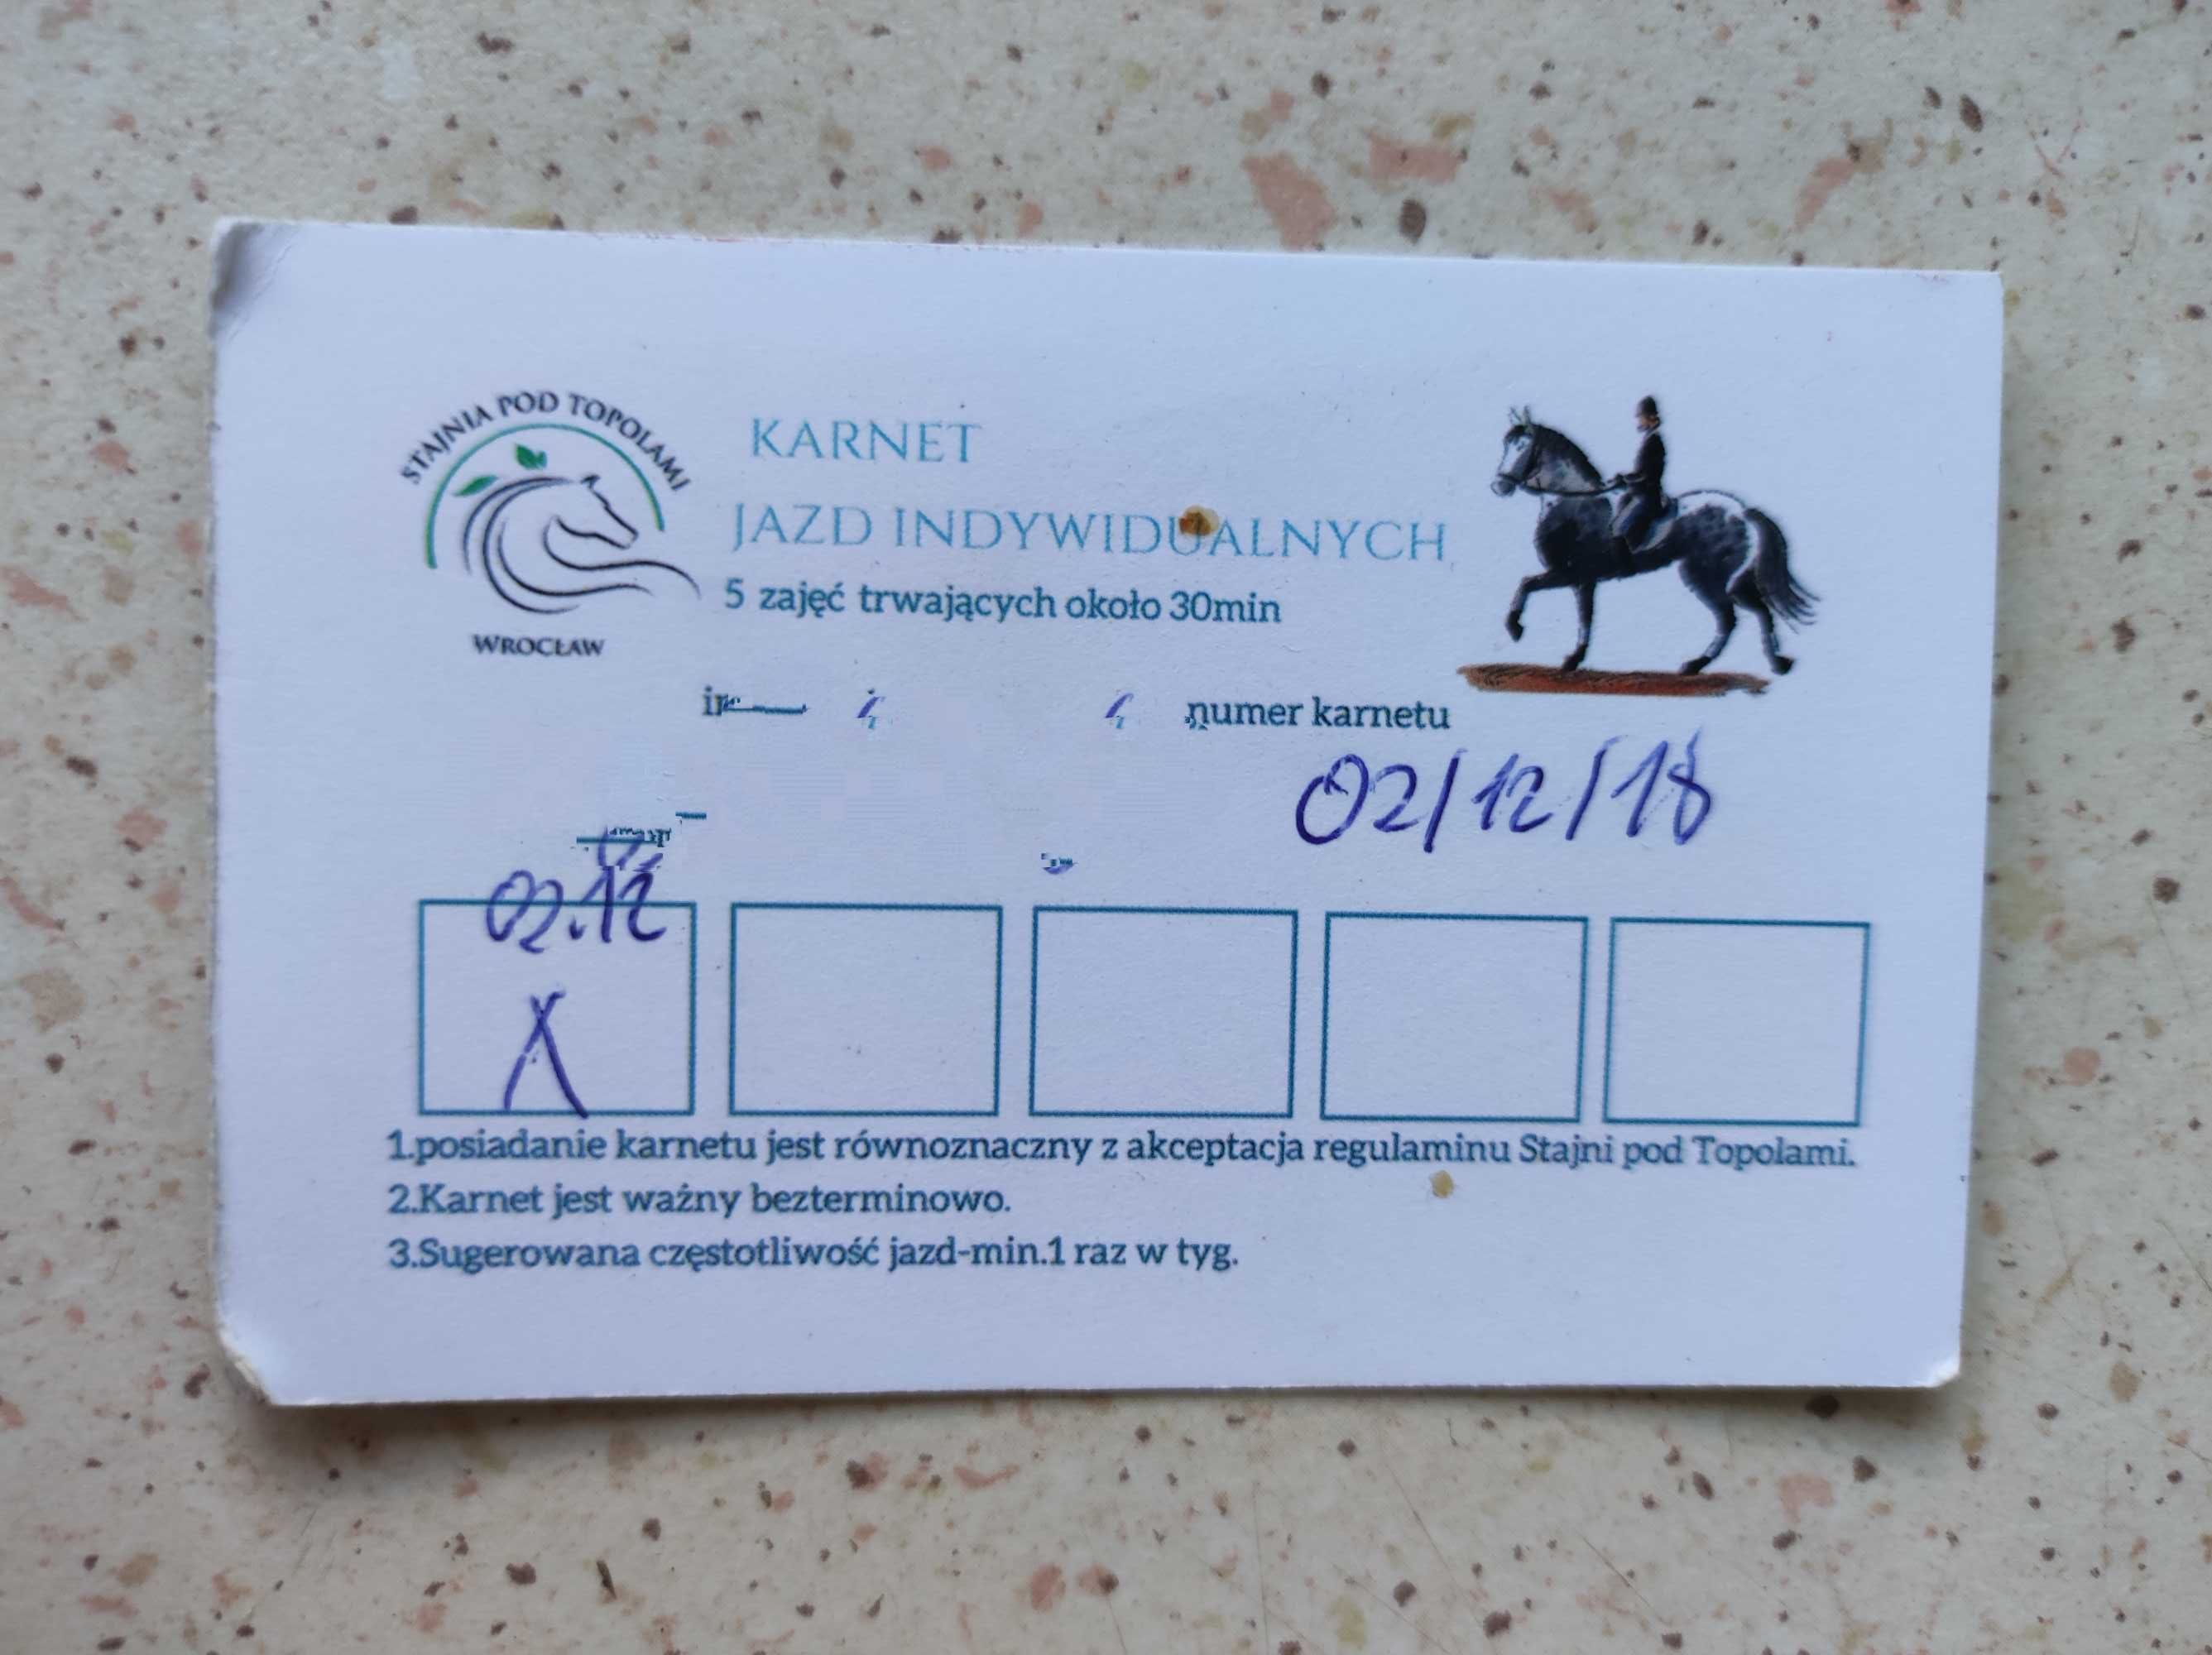 STAJNIA POD TOPOLAMI
WROCŁAW
KARNET
JAZD INDYWIDUALNYCH
5 zajęć trwających około 30min
numer karnetu
02/12/18
02.12
X
1.posiadanie karnetu jest równoznaczny z akceptacja regulaminu Stajni pod Topolami.
2.Karnet jest ważny bezterminowo.
3.Sugerowana częstotliwość jazd-min.1 raz w tyg.